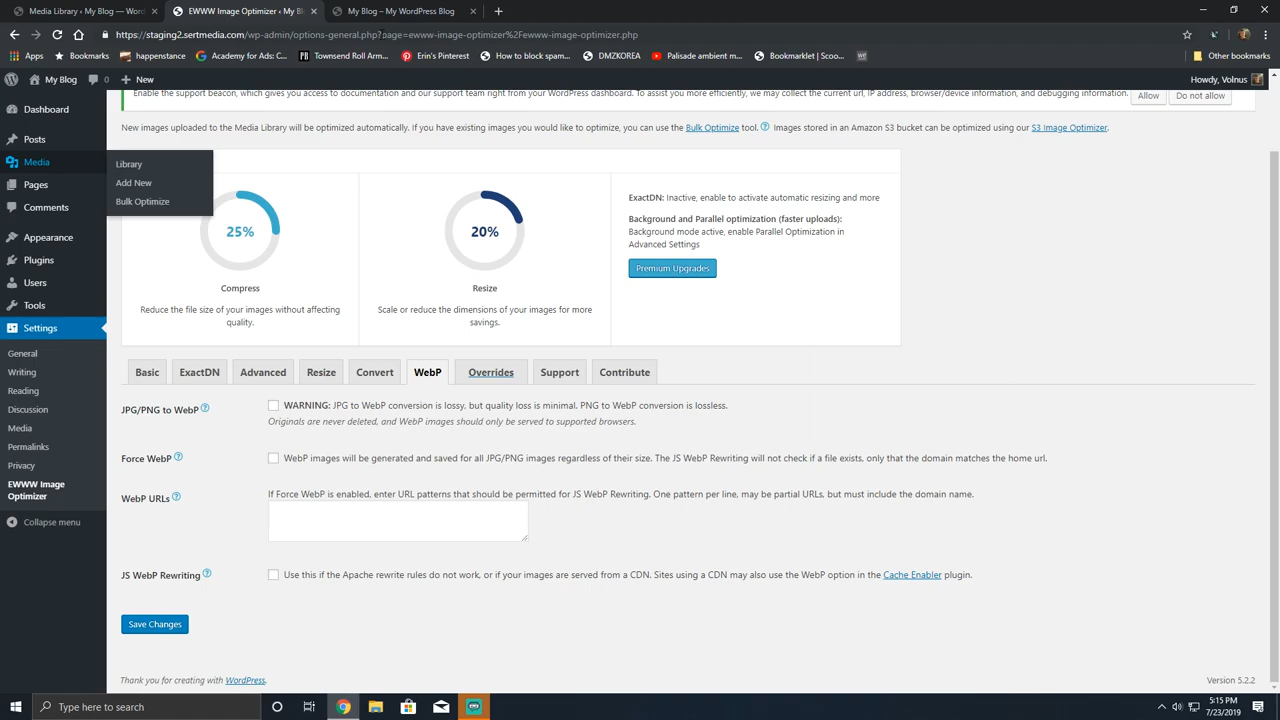 Media Library ‹ My Blog — Wor
EWWW Image Optimizer ‹ My Blo
My Blog – My WordPress Blog
https://staging2.sertmedia.com/wp-admin/options-general.php?page=ewww-image-optimizer%2Fewww-image-optimizer.php
Apps
happenstance
Academy for Ads: C...
Townsend Roll Arm...
Erin's Pinterest
How to block spam...
DMZKOREA
Palisade ambient m...
Bookmarklet | Scre...
Other bookmarks
My Blog
0
New
Howdy, Volnus
Enable the support beacon, which gives you access to documentation and our support team right from your WordPress dashboard. To assist you more efficiently, we may collect the current url, IP address, browser/device information, and debugging information.
Allow
Do not allow
New images uploaded to the Media Library will be optimized automatically. If you have existing images you would like to optimize, you can use the Bulk Optimize tool. Images stored in an Amazon S3 bucket can be optimized using our S3 Image Optimizer.
Dashboard
Posts
Media
Pages
Comments
Appearance
Plugins
Users
Tools
Settings
General
Writing
Reading
Discussion
Media
Permalinks
Privacy
EWWW Image
Optimizer
Collapse menu
Library
Add New
Bulk Optimize
25%
Compress
Reduce the file size of your images without affecting
quality.
20%
Resize
Scale or reduce the dimensions of your images for more
savings.
ExactDN: Inactive, enable to activate automatic resizing and more
Background and Parallel optimization (faster uploads):
Background mode active, enable Parallel Optimization in
Advanced Settings
Premium Upgrades
Basic
ExactDN
Advanced
Resize
Convert
WebP
Overrides
Support
Contribute
JPG/PNG to WebP
WARNING: JPG to WebP conversion is lossy, but quality loss is minimal. PNG to WebP conversion is lossless.
Originals are never deleted, and WebP images should only be served to supported browsers.
Force WebP
WebP images will be generated and saved for all JPG/PNG images regardless of their size. The JS WebP Rewriting will not check if a file exists, only that the domain matches the home url.
WebP URLs
If Force WebP is enabled, enter URL patterns that should be permitted for JS WebP Rewriting. One pattern per line, may be partial URLs, but must include the domain name.
JS WebP Rewriting
Use this if the Apache rewrite rules do not work, or if your images are served from a CDN. Sites using a CDN may also use the WebP option in the Cache Enabler plugin.
Save Changes
Thank you for creating with WordPress.
Version 5.2.2
Type here to search
5:15 PM
7/23/2019